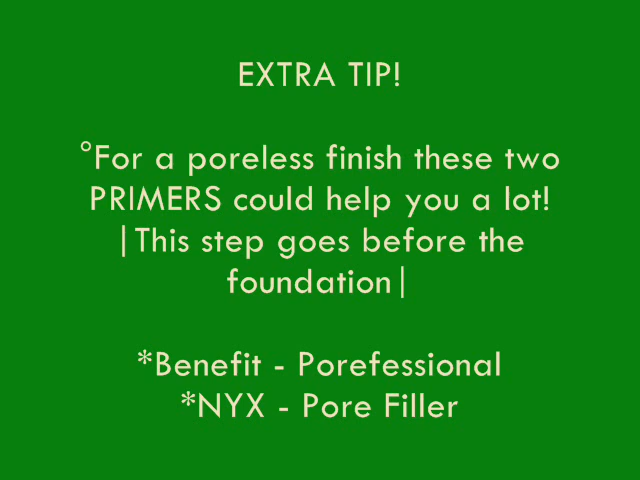 EXTRA TIP!
°For a poreless finish these two
PRIMERS could help you a lot!
|This step goes before the
foundation|
*Benefit - Porefessional
*NYX - Pore Filler